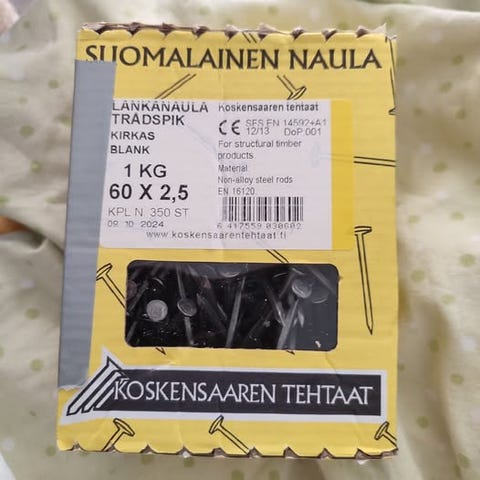 SUOMALAINEN NAULA
LANKANAULA
TRÅDSPIK
KIRKAS
BLANK
1 KG
60 X 2,5
KPL N. 350 ST
09.10.2024
Koskensaaren tehtaat
CE SFS EN 14592+A1
12/13 DoP 001
For structural timber
products
Material:
Non-alloy steel rods
EN 16120
6 417559 030602
www.koskensaarentehtaat.fi
KOSKENSAAREN TEHTAAT